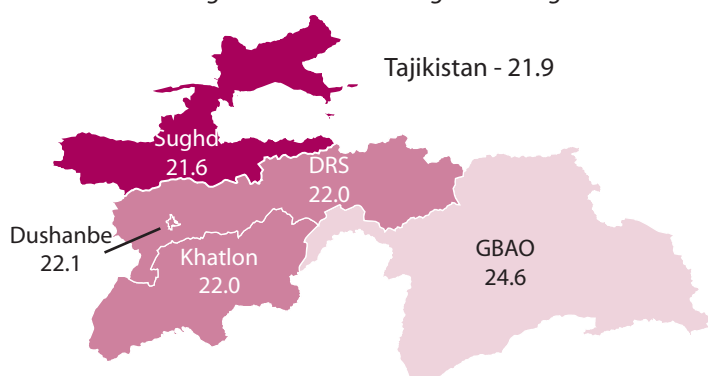 Tajikistan - 21.9
Sughd
21.6
DRS
22.0
Dushanbe
22.1
Khatlon
22.0
GBAO
24.6